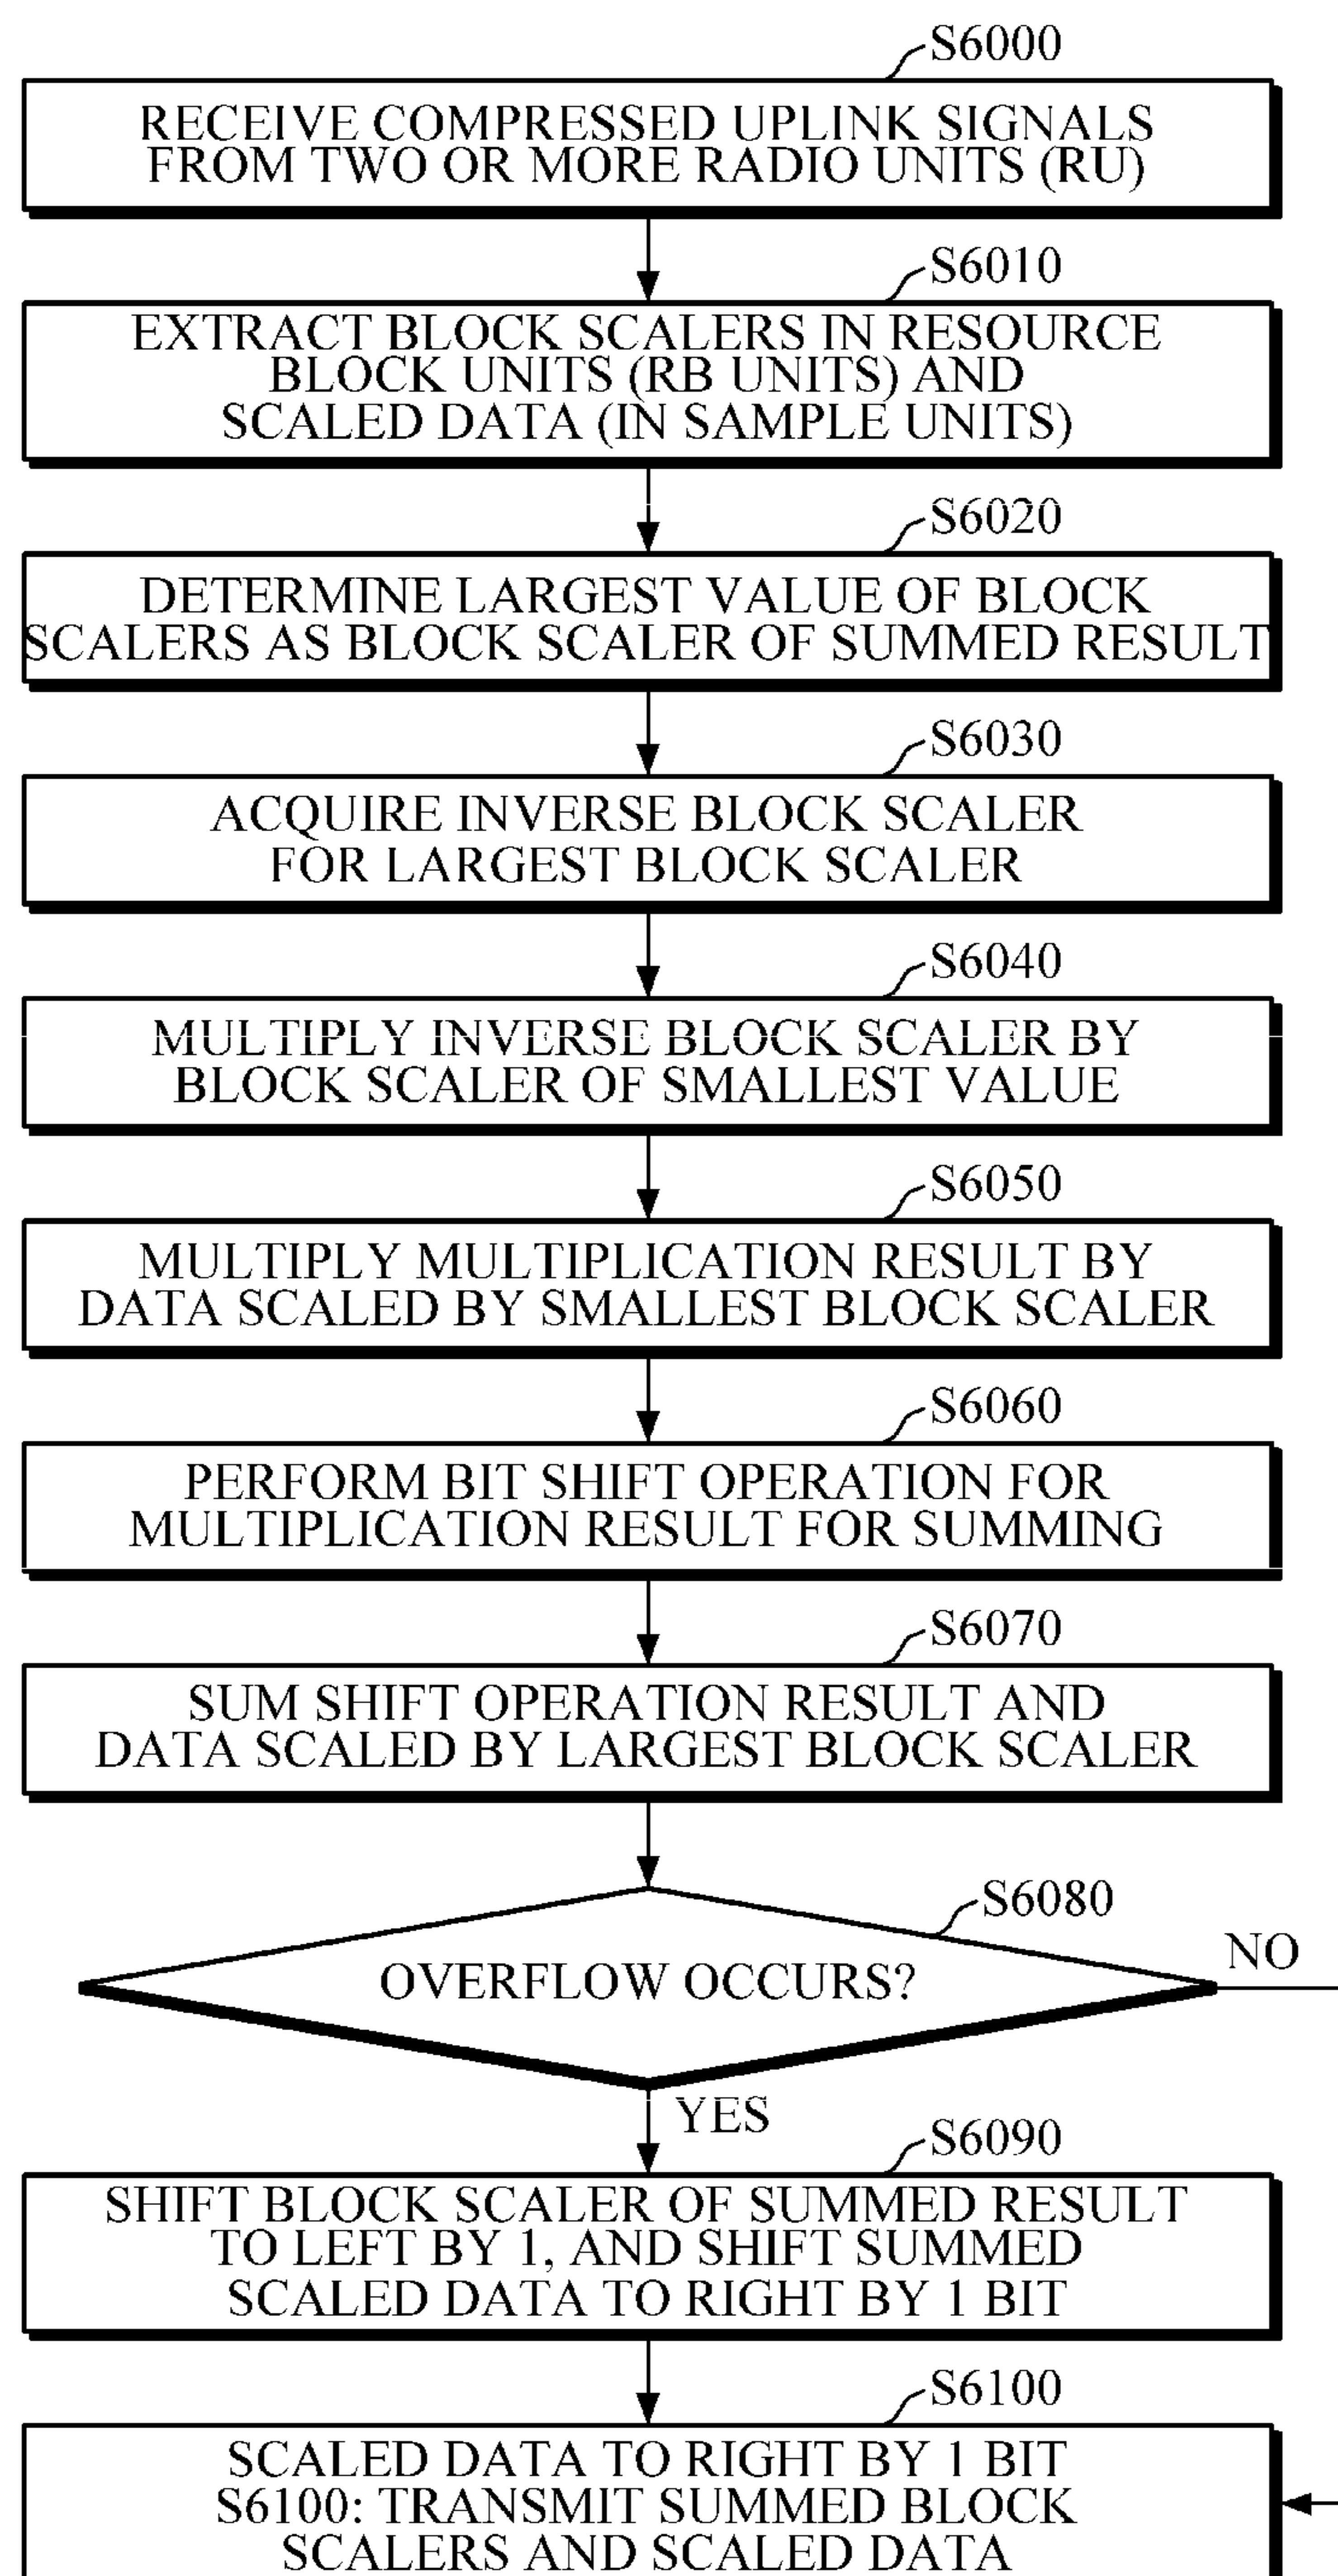 S6000
RECEIVE COMPRESSED UPLINK SIGNALS
FROM TWO OR MORE RADIO UNITS (RU)
S6010
EXTRACT BLOCK SCALERS IN RESOURCE
BLOCK UNITS (RB UNITS) AND
SCALED DATA (IN SAMPLE UNITS)
S6020
DETERMINE LARGEST VALUE OF BLOCK
SCALERS AS BLOCK SCALER OF SUMMED RESULT
S6030
ACQUIRE INVERSE BLOCK SCALER
FOR LARGEST BLOCK SCALER
S6040
MULTIPLY INVERSE BLOCK SCALER BY
BLOCK SCALER OF SMALLEST VALUE
S6050
MULTIPLY MULTIPLICATION RESULT BY
DATA SCALED BY SMALLEST BLOCK SCALER
S6060
PERFORM BIT SHIFT OPERATION FOR
MULTIPLICATION RESULT FOR SUMMING
S6070
SUM SHIFT OPERATION RESULT AND
DATA SCALED BY LARGEST BLOCK SCALER
S6080
OVERFLOW OCCURS?
NO
YES
S6090
SHIFT BLOCK SCALER OF SUMMED RESULT
TO LEFT BY 1, AND SHIFT SUMMED
SCALED DATA TO RIGHT BY 1 BIT
S6100
SCALED DATA TO RIGHT BY 1 BIT
S6100: TRANSMIT SUMMED BLOCK
SCALERS AND SCALED DATA